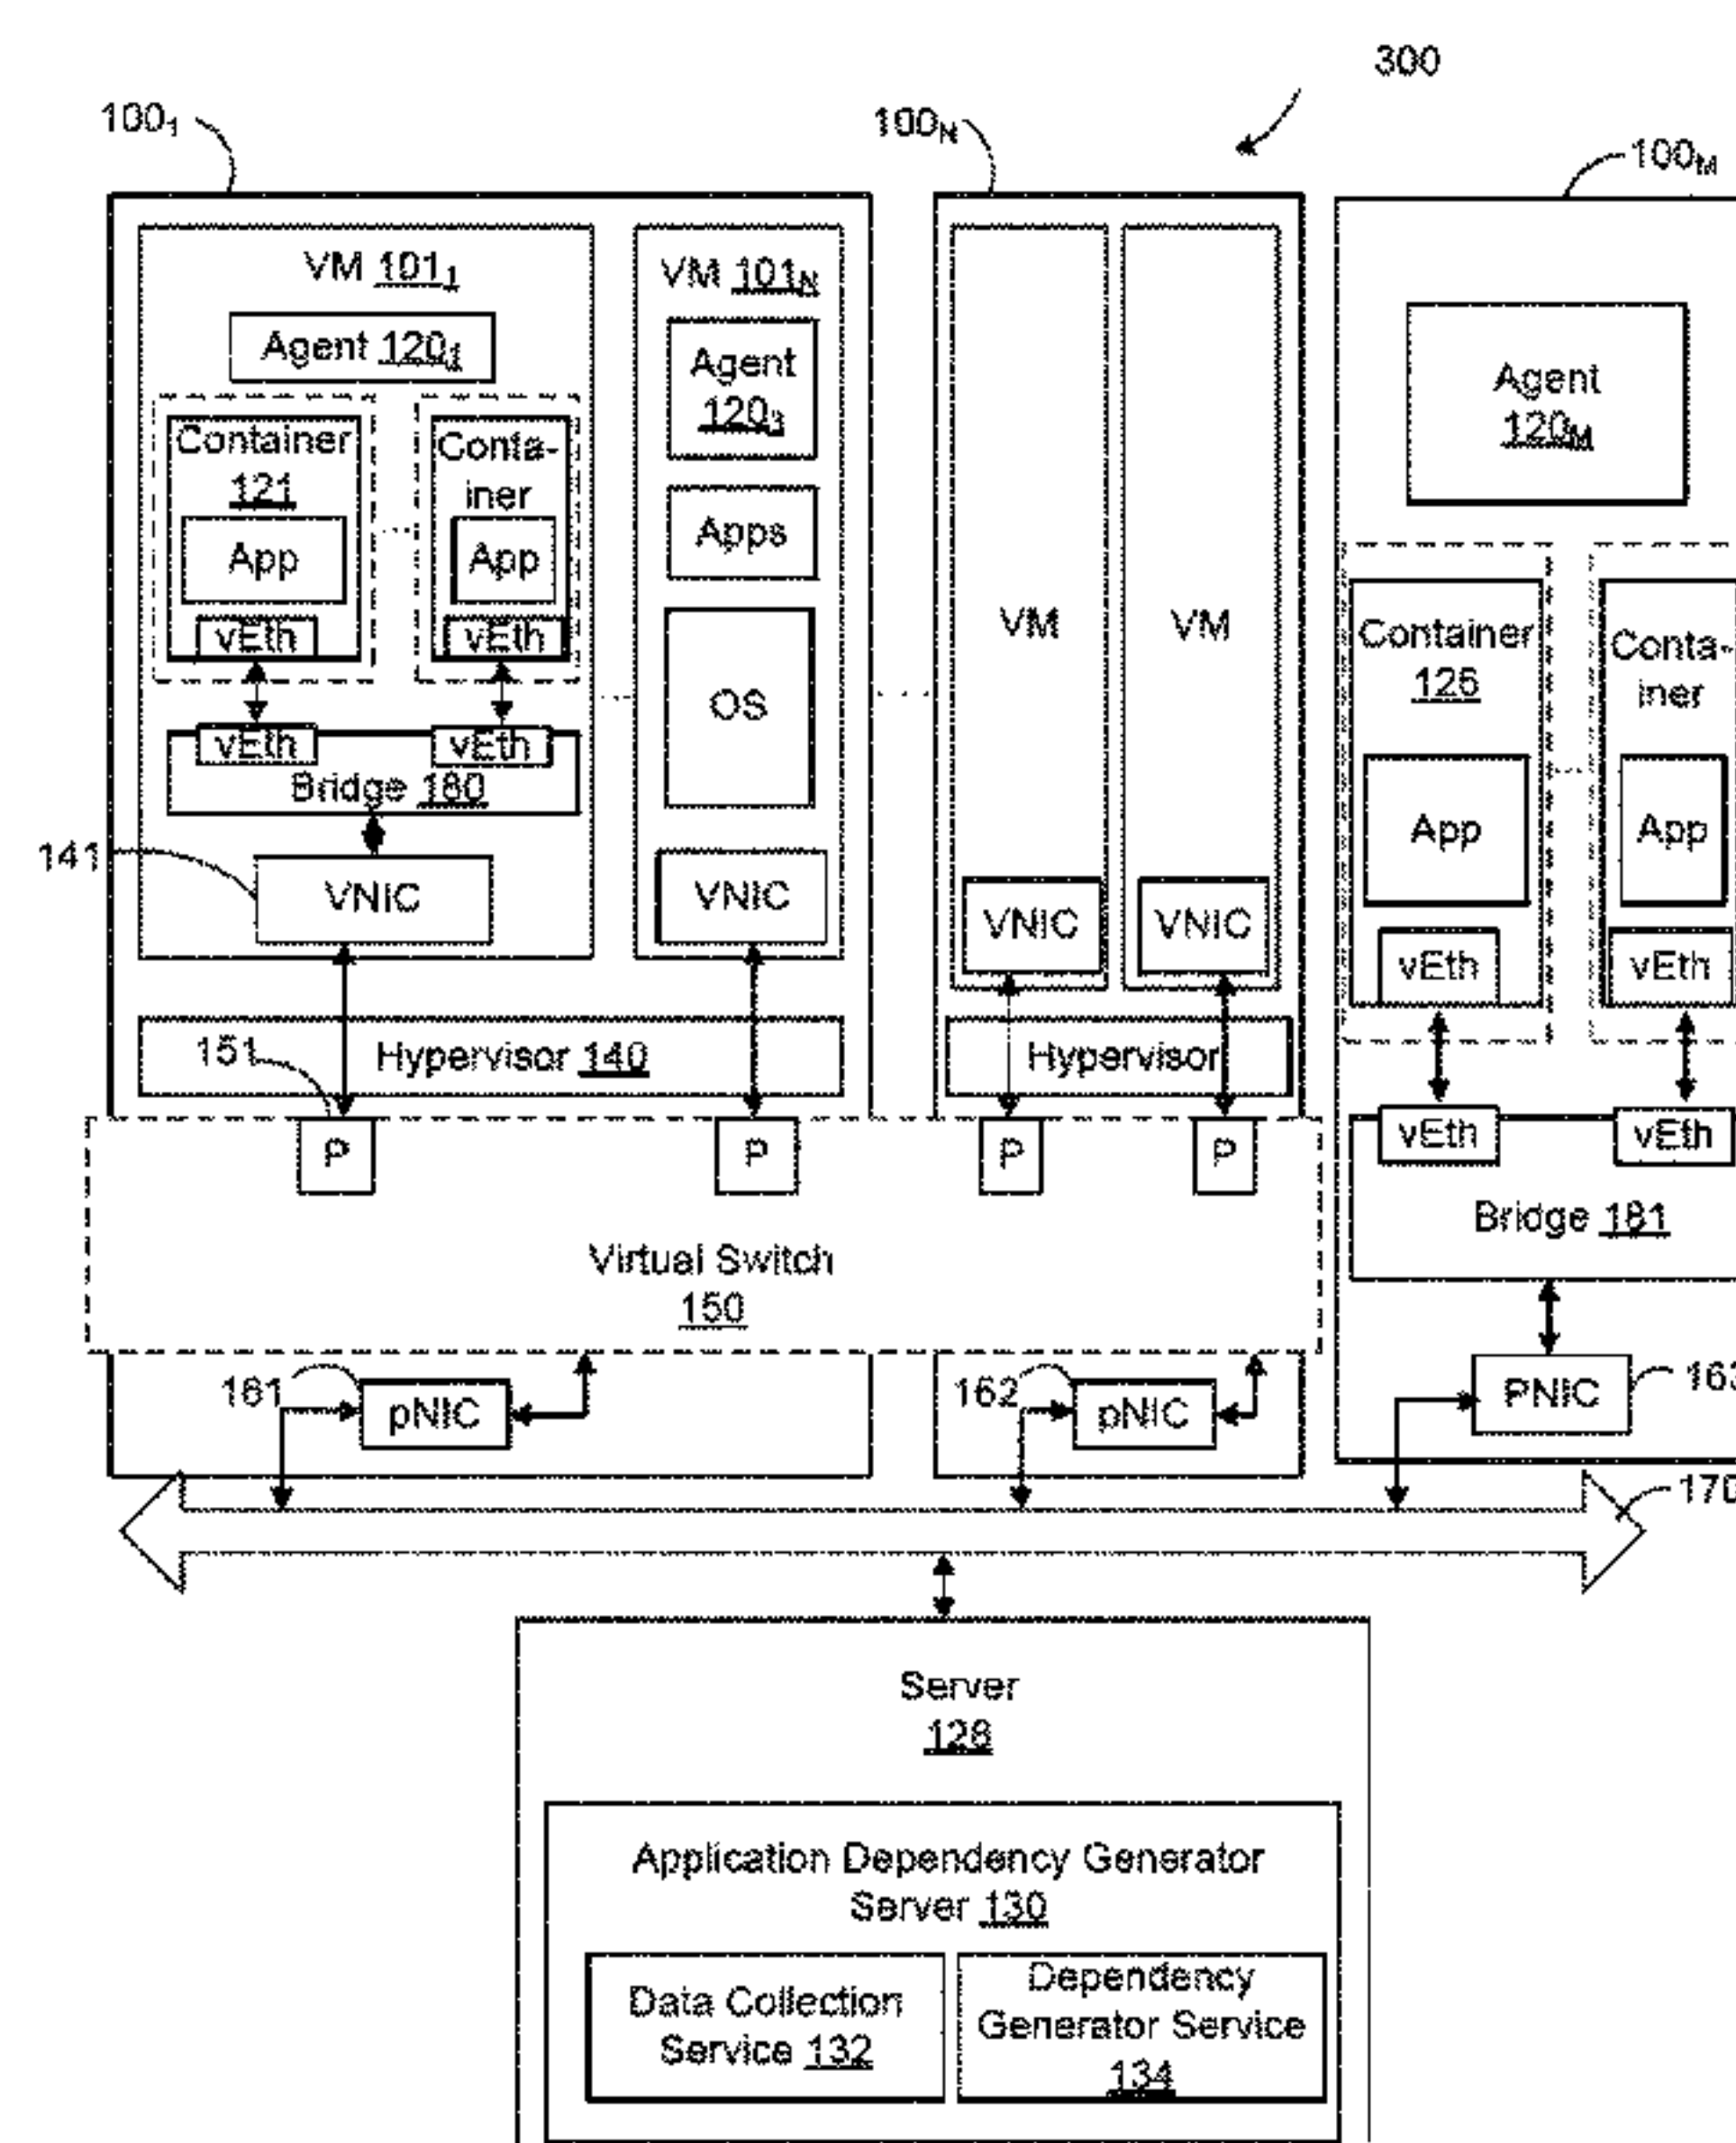 300
100₁
100N
100M
VM 101₁
Agent 120₁
Container
121
App
vEth
Conta-
iner
App
vEth
vEth
vEth
Bridge 180
141
VNIC
VM 101N
Agent
120₃
Apps
OS
VNIC
VM
VNIC
VM
VNIC
Agent
120M
Container
125
App
vEth
Conta-
iner
App
vEth
vEth
vEth
Bridge 181
151
Hypervisor 140
Hypervisor
P
P
P
P
Virtual Switch
150
161
pNIC
162
pNIC
PNIC
163
170
Server
128
Application Dependency Generator
Server 130
Data Collection
Service 132
Dependency
Generator Service
134